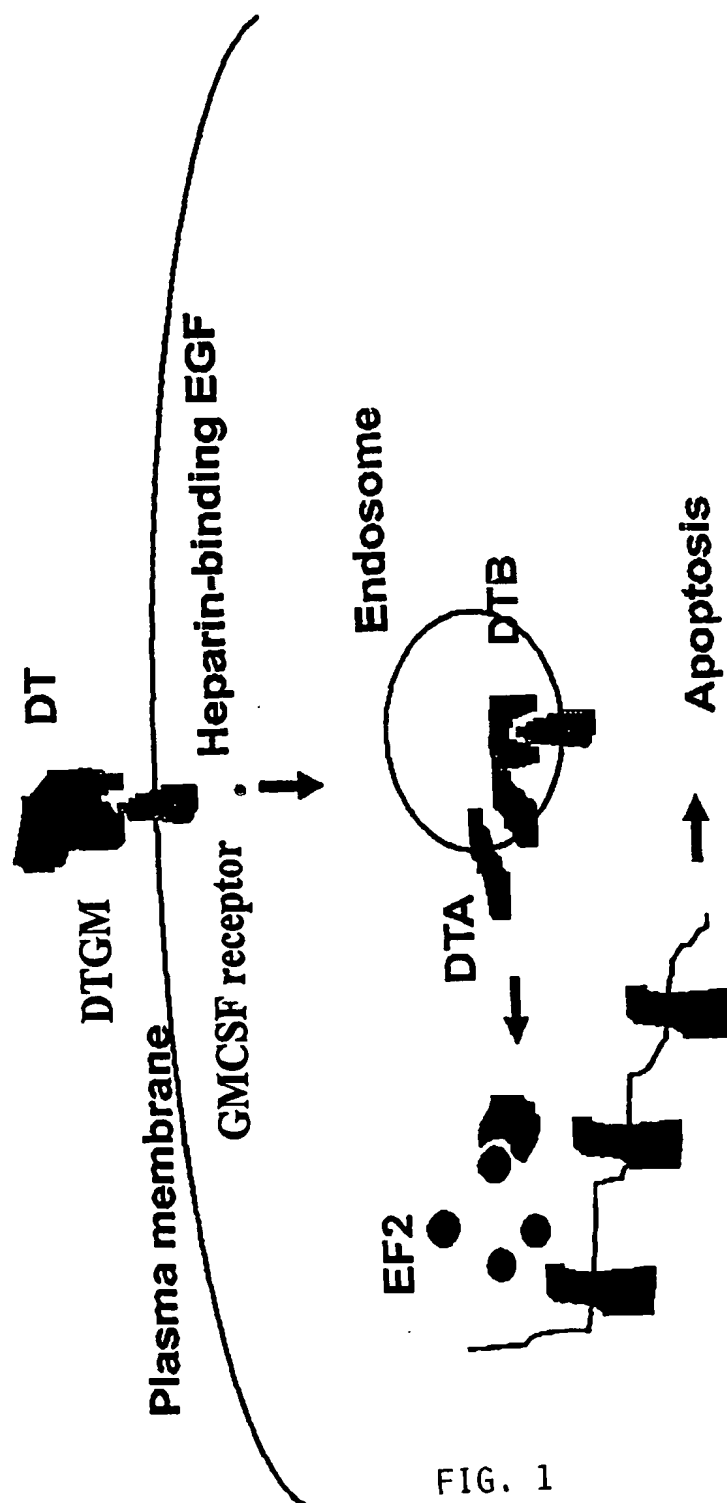 DT
DTGM
Plasma membrane
Heparin-binding EGF
GMCSF receptor
Endosome
DTB
DTA
EF2
Apoptosis
FIG. 1